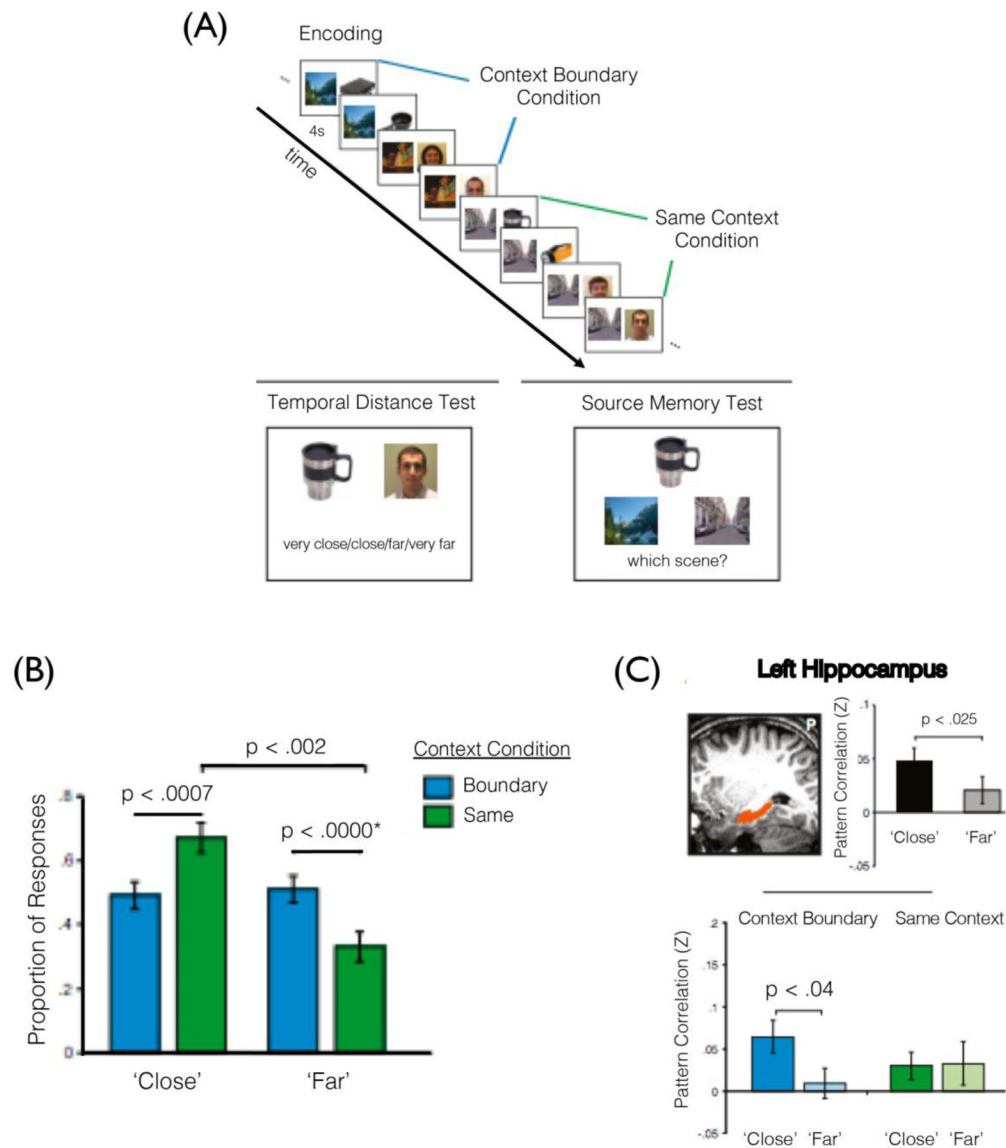 (A)
Encoding
...
Context Boundary
Condition
4s
time
Same Context
Condition
...
Temporal Distance Test
very close/close/far/very far
Source Memory Test
which scene?
(B)
Proportion of Responses
.8
.6
.4
.2
0
p < .0007
p < .002
p < .0000*
Context Condition
Boundary
Same
'Close'
'Far'
(C)
Left Hippocampus
P
Pattern Correlation (Z)
.1
.05
0
-.05
p < .025
'Close'
'Far'
Context Boundary
Same Context
Pattern Correlation (Z)
.2
.15
.1
.05
0
-.05
p < .04
'Close' 'Far'
'Close' 'Far'